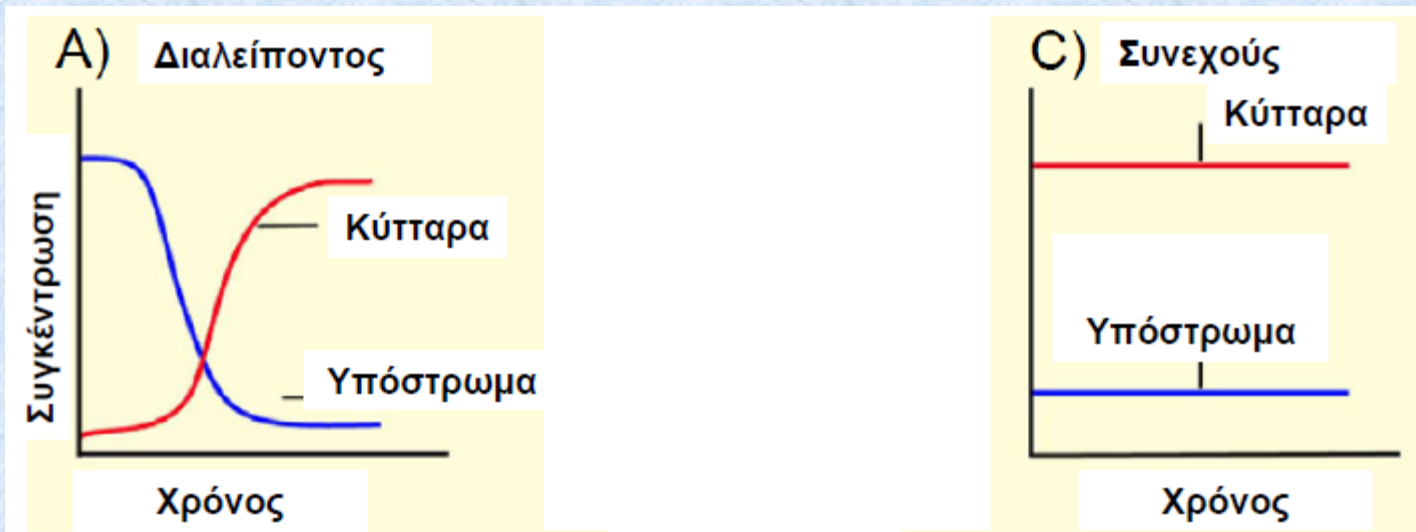 A) Διαλείποντος
Συγκέντρωση
Κύτταρα
Υπόστρωμα
Χρόνος
C) Συνεχούς
Κύτταρα
Υπόστρωμα
Χρόνος